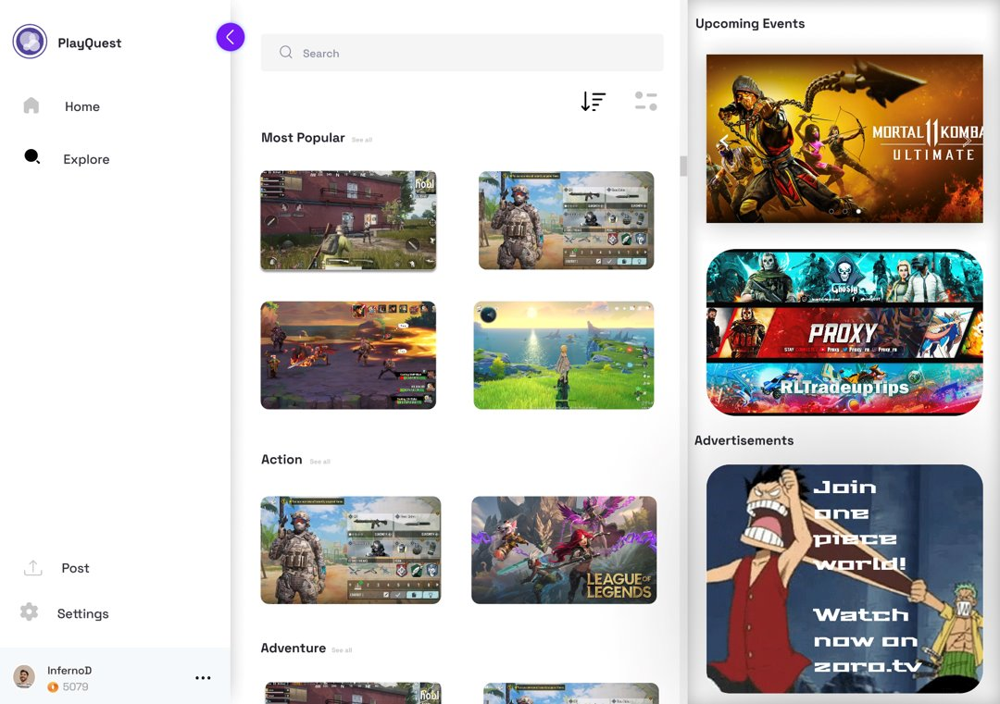 PlayQuest
Home
Explore
Post
Settings
InfernoD
5079
Search
Most Popular See all
Action See all
LEAGUE OF
LEGENDS
Adventure See all
Upcoming Events
MORTAL 11 KOMBA
ULTIMATE
Ghosty
PROXY
RLTradeupTips
Advertisements
Join
one
piece
world!
Watch
now on
zoro.tv